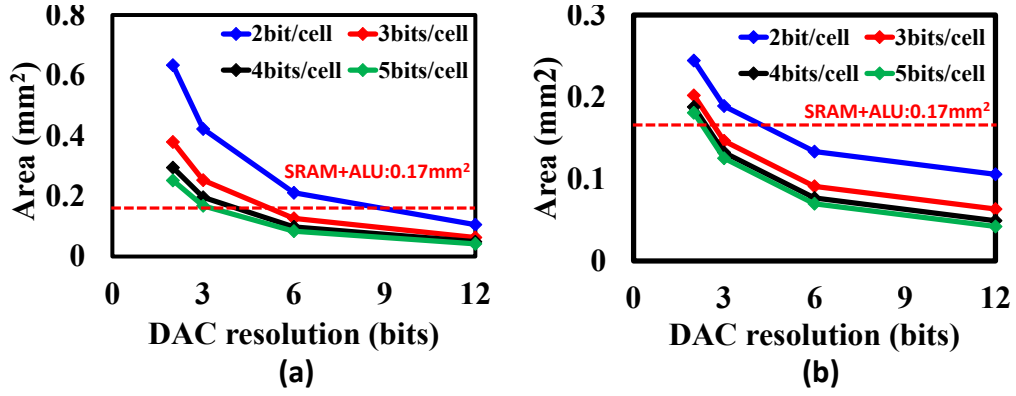 0.8
0.6
0.4
0.2
0
Area (mm²)
2bit/cell
3bits/cell
4bits/cell
5bits/cell
SRAM+ALU:0.17mm²
0 3 6 9 12
DAC resolution (bits)
(a)
0.3
0.2
0.1
0
Area (mm2)
2bit/cell
3bits/cell
4bits/cell
5bits/cell
SRAM+ALU:0.17mm²
0 3 6 9 12
DAC resolution (bits)
(b)